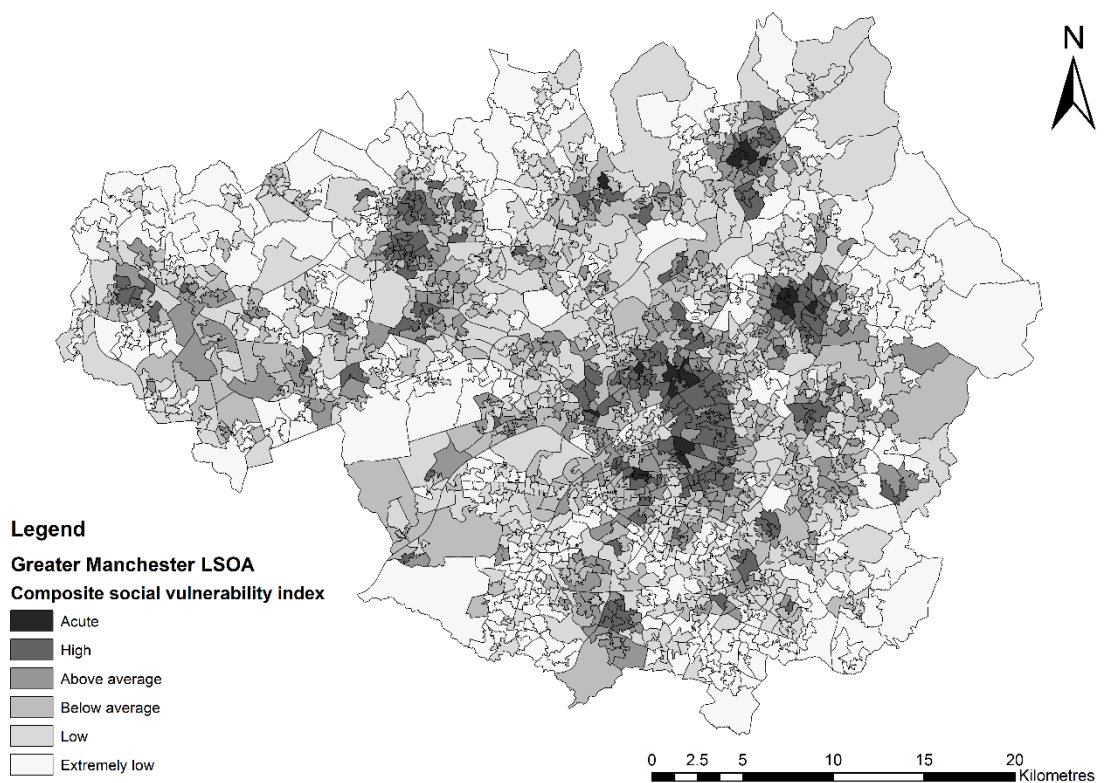 N
Legend
Greater Manchester LSOA
Composite social vulnerability index
Acute
High
Above average
Below average
Low
Extremely low
0 2.5 5 10 15 20
Kilometres